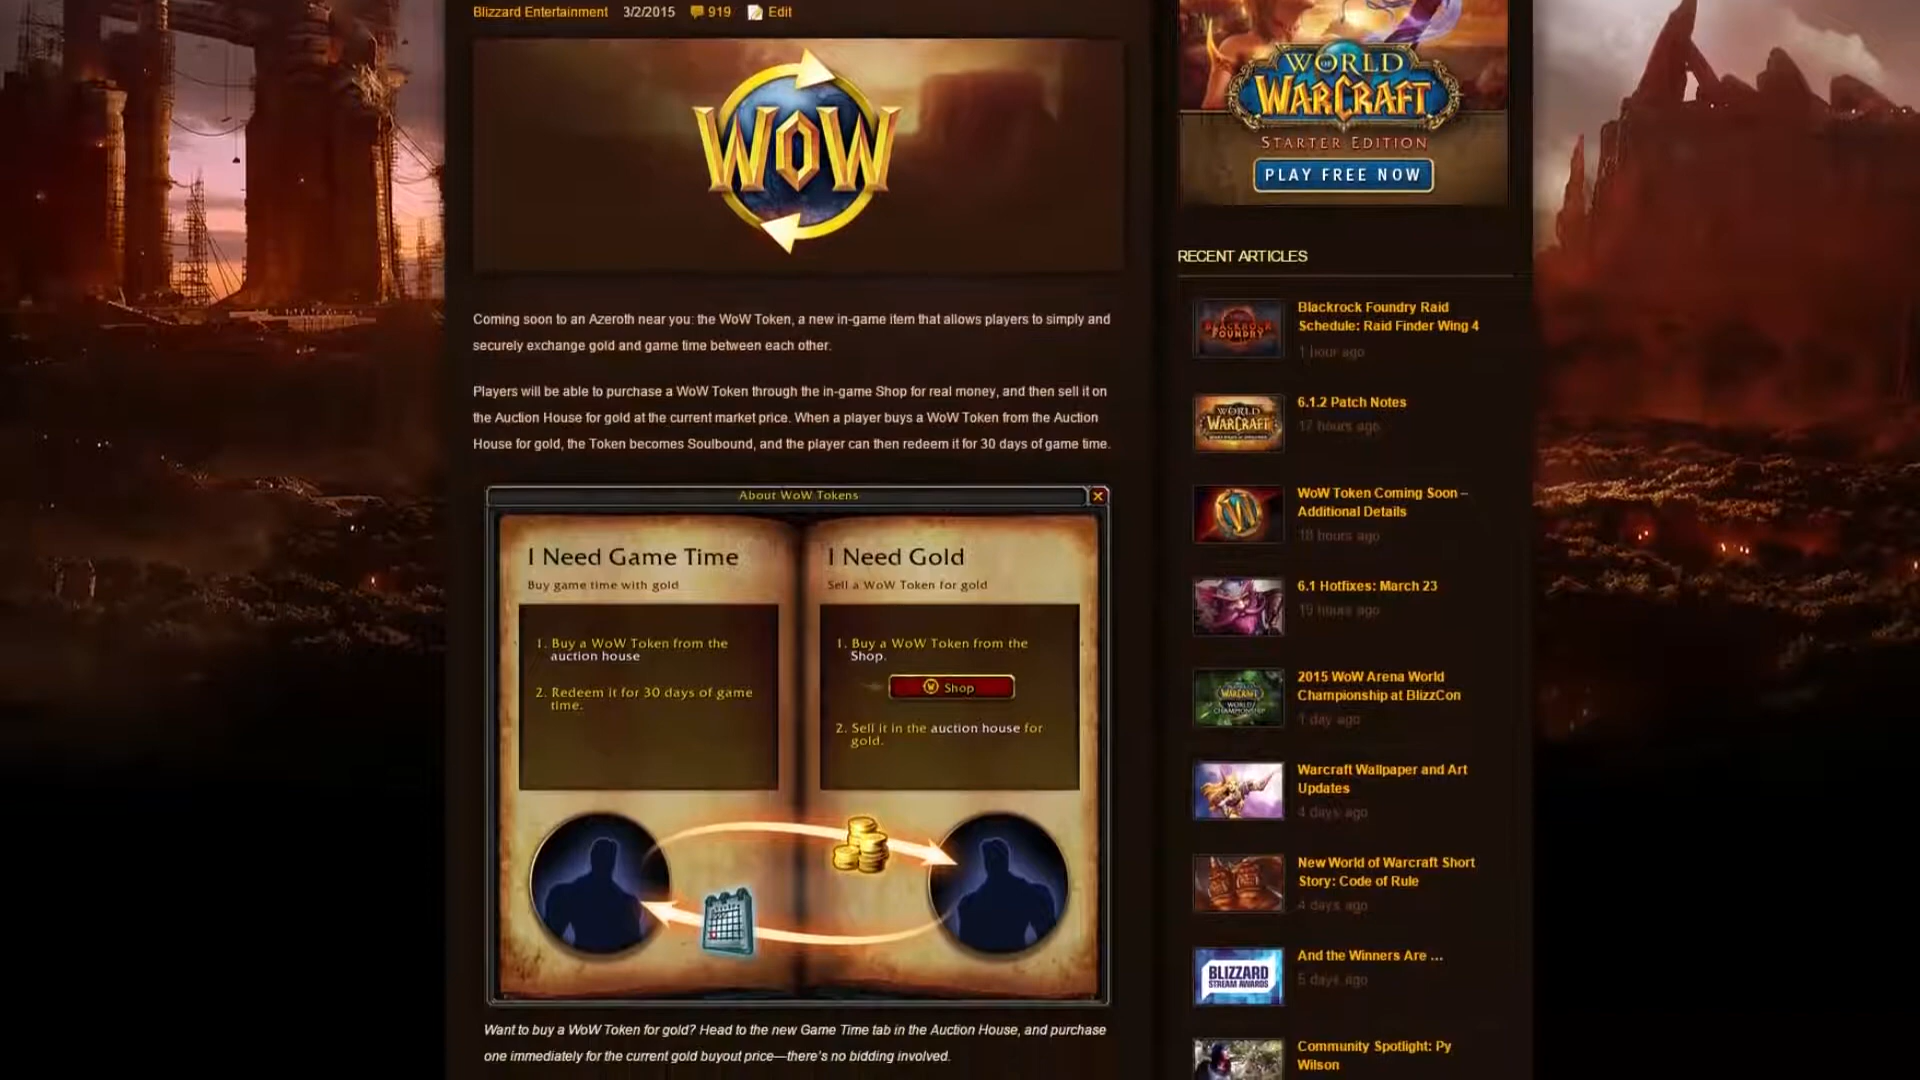 Blizzard Entertainment 3/2/2015 919 Edit
WoW
Coming soon to an Azeroth near you: the WoW Token, a new in-game item that allows players to simply and
securely exchange gold and game time between each other.
Players will be able to purchase a WoW Token through the in-game Shop for real money, and then sell it on
the Auction House for gold at the current market price. When a player buys a WoW Token from the Auction
House for gold, the Token becomes Soulbound, and the player can then redeem it for 30 days of game time.
About WoW Tokens
I Need Game Time
Buy game time with gold
1. Buy a WoW Token from the
auction house
2. Redeem it for 30 days of game
time.
I Need Gold
Sell a WoW Token for gold
1. Buy a WoW Token from the
Shop.
Shop
2. Sell it in the auction house for
gold.
Want to buy a WoW Token for gold? Head to the new Game Time tab in the Auction House, and purchase
one immediately for the current gold buyout price—there's no bidding involved.
WORLD
OF
WARCRAFT
STARTER EDITION
PLAY FREE NOW
RECENT ARTICLES
BLACKROCK
FOUNDRY
Blackrock Foundry Raid
Schedule: Raid Finder Wing 4
1 hour ago
WORLD
WARCRAFT
6.1.2 Patch Notes
17 hours ago
WoW Token Coming Soon –
Additional Details
18 hours ago
6.1 Hotfixes: March 23
19 hours ago
WARCRAFT
WORLD
CHAMPIONSHIP
2015 WoW Arena World
Championship at BlizzCon
1 day ago
Warcraft Wallpaper and Art
Updates
4 days ago
New World of Warcraft Short
Story: Code of Rule
4 days ago
BLIZZARD
STREAM AWARDS
And the Winners Are ...
5 days ago
Community Spotlight: Py
Wilson